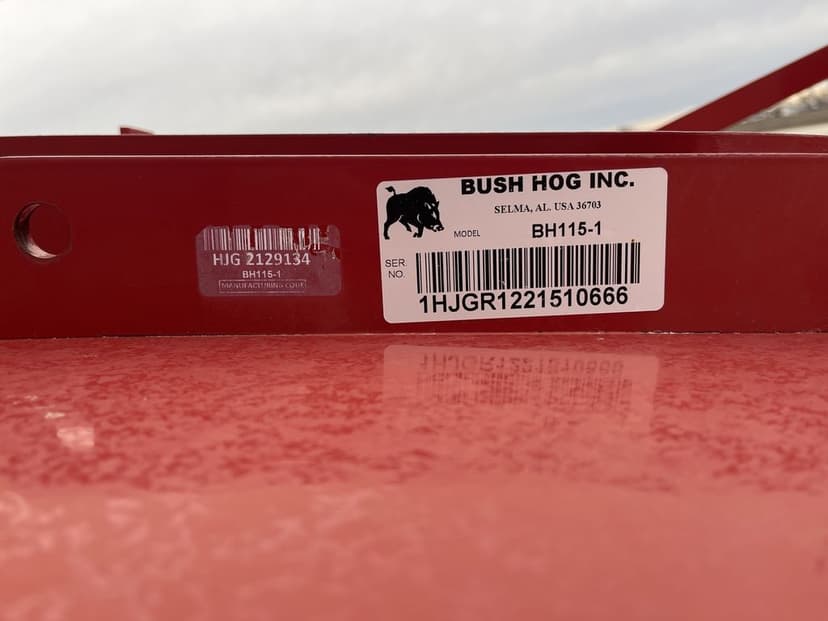 HJG 2129134
BH115-1
MANUFACTURING CODE
BUSH HOG INC.
SELMA, AL. USA 36703
MODEL BH115-1
SER.
NO.
1HJGR1221510666